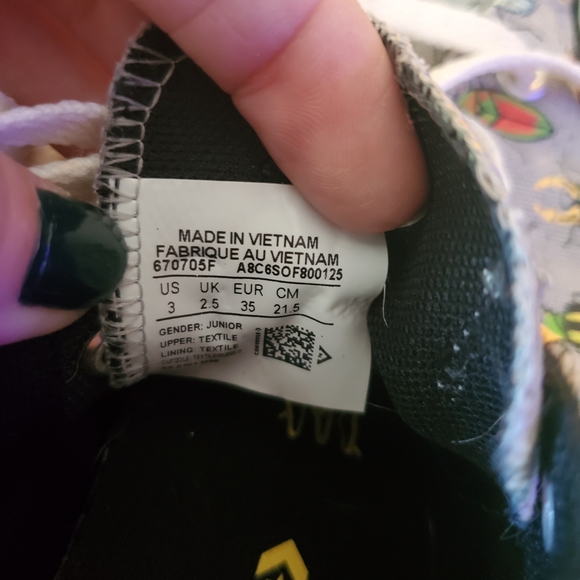 MADE IN VIETNAM
FABRIQUE AU VIETNAM
670705F A8C6SOF800125
US UK EUR CM
3 2.5 35 21.5
GENDER: JUNIOR
UPPER: TEXTILE
LINING: TEXTILE